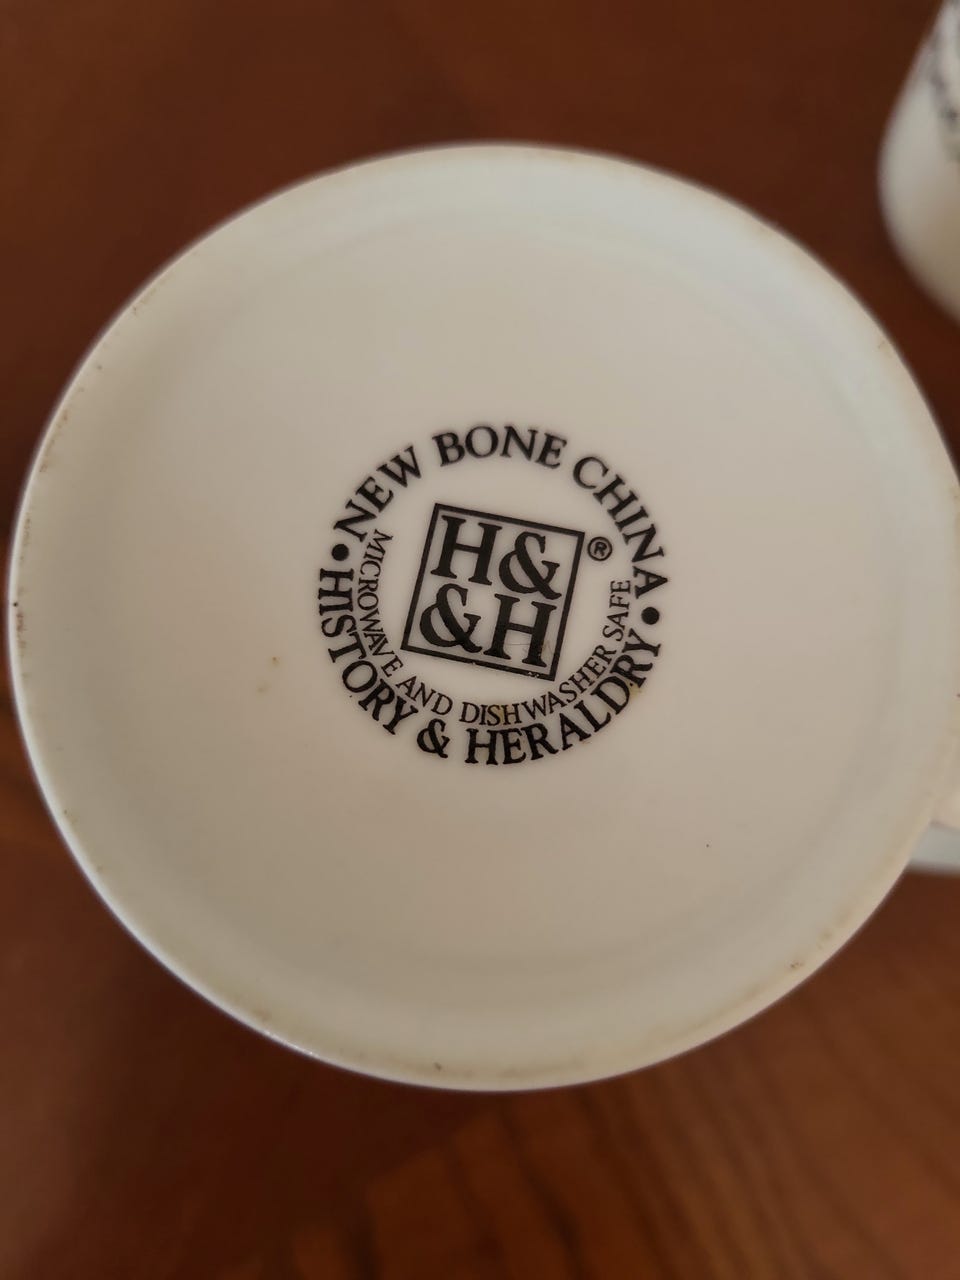 • NEW BONE CHINA •
H&
&H
®
MICROWAVE AND DISHWASHER SAFE
HISTORY & HERALDRY